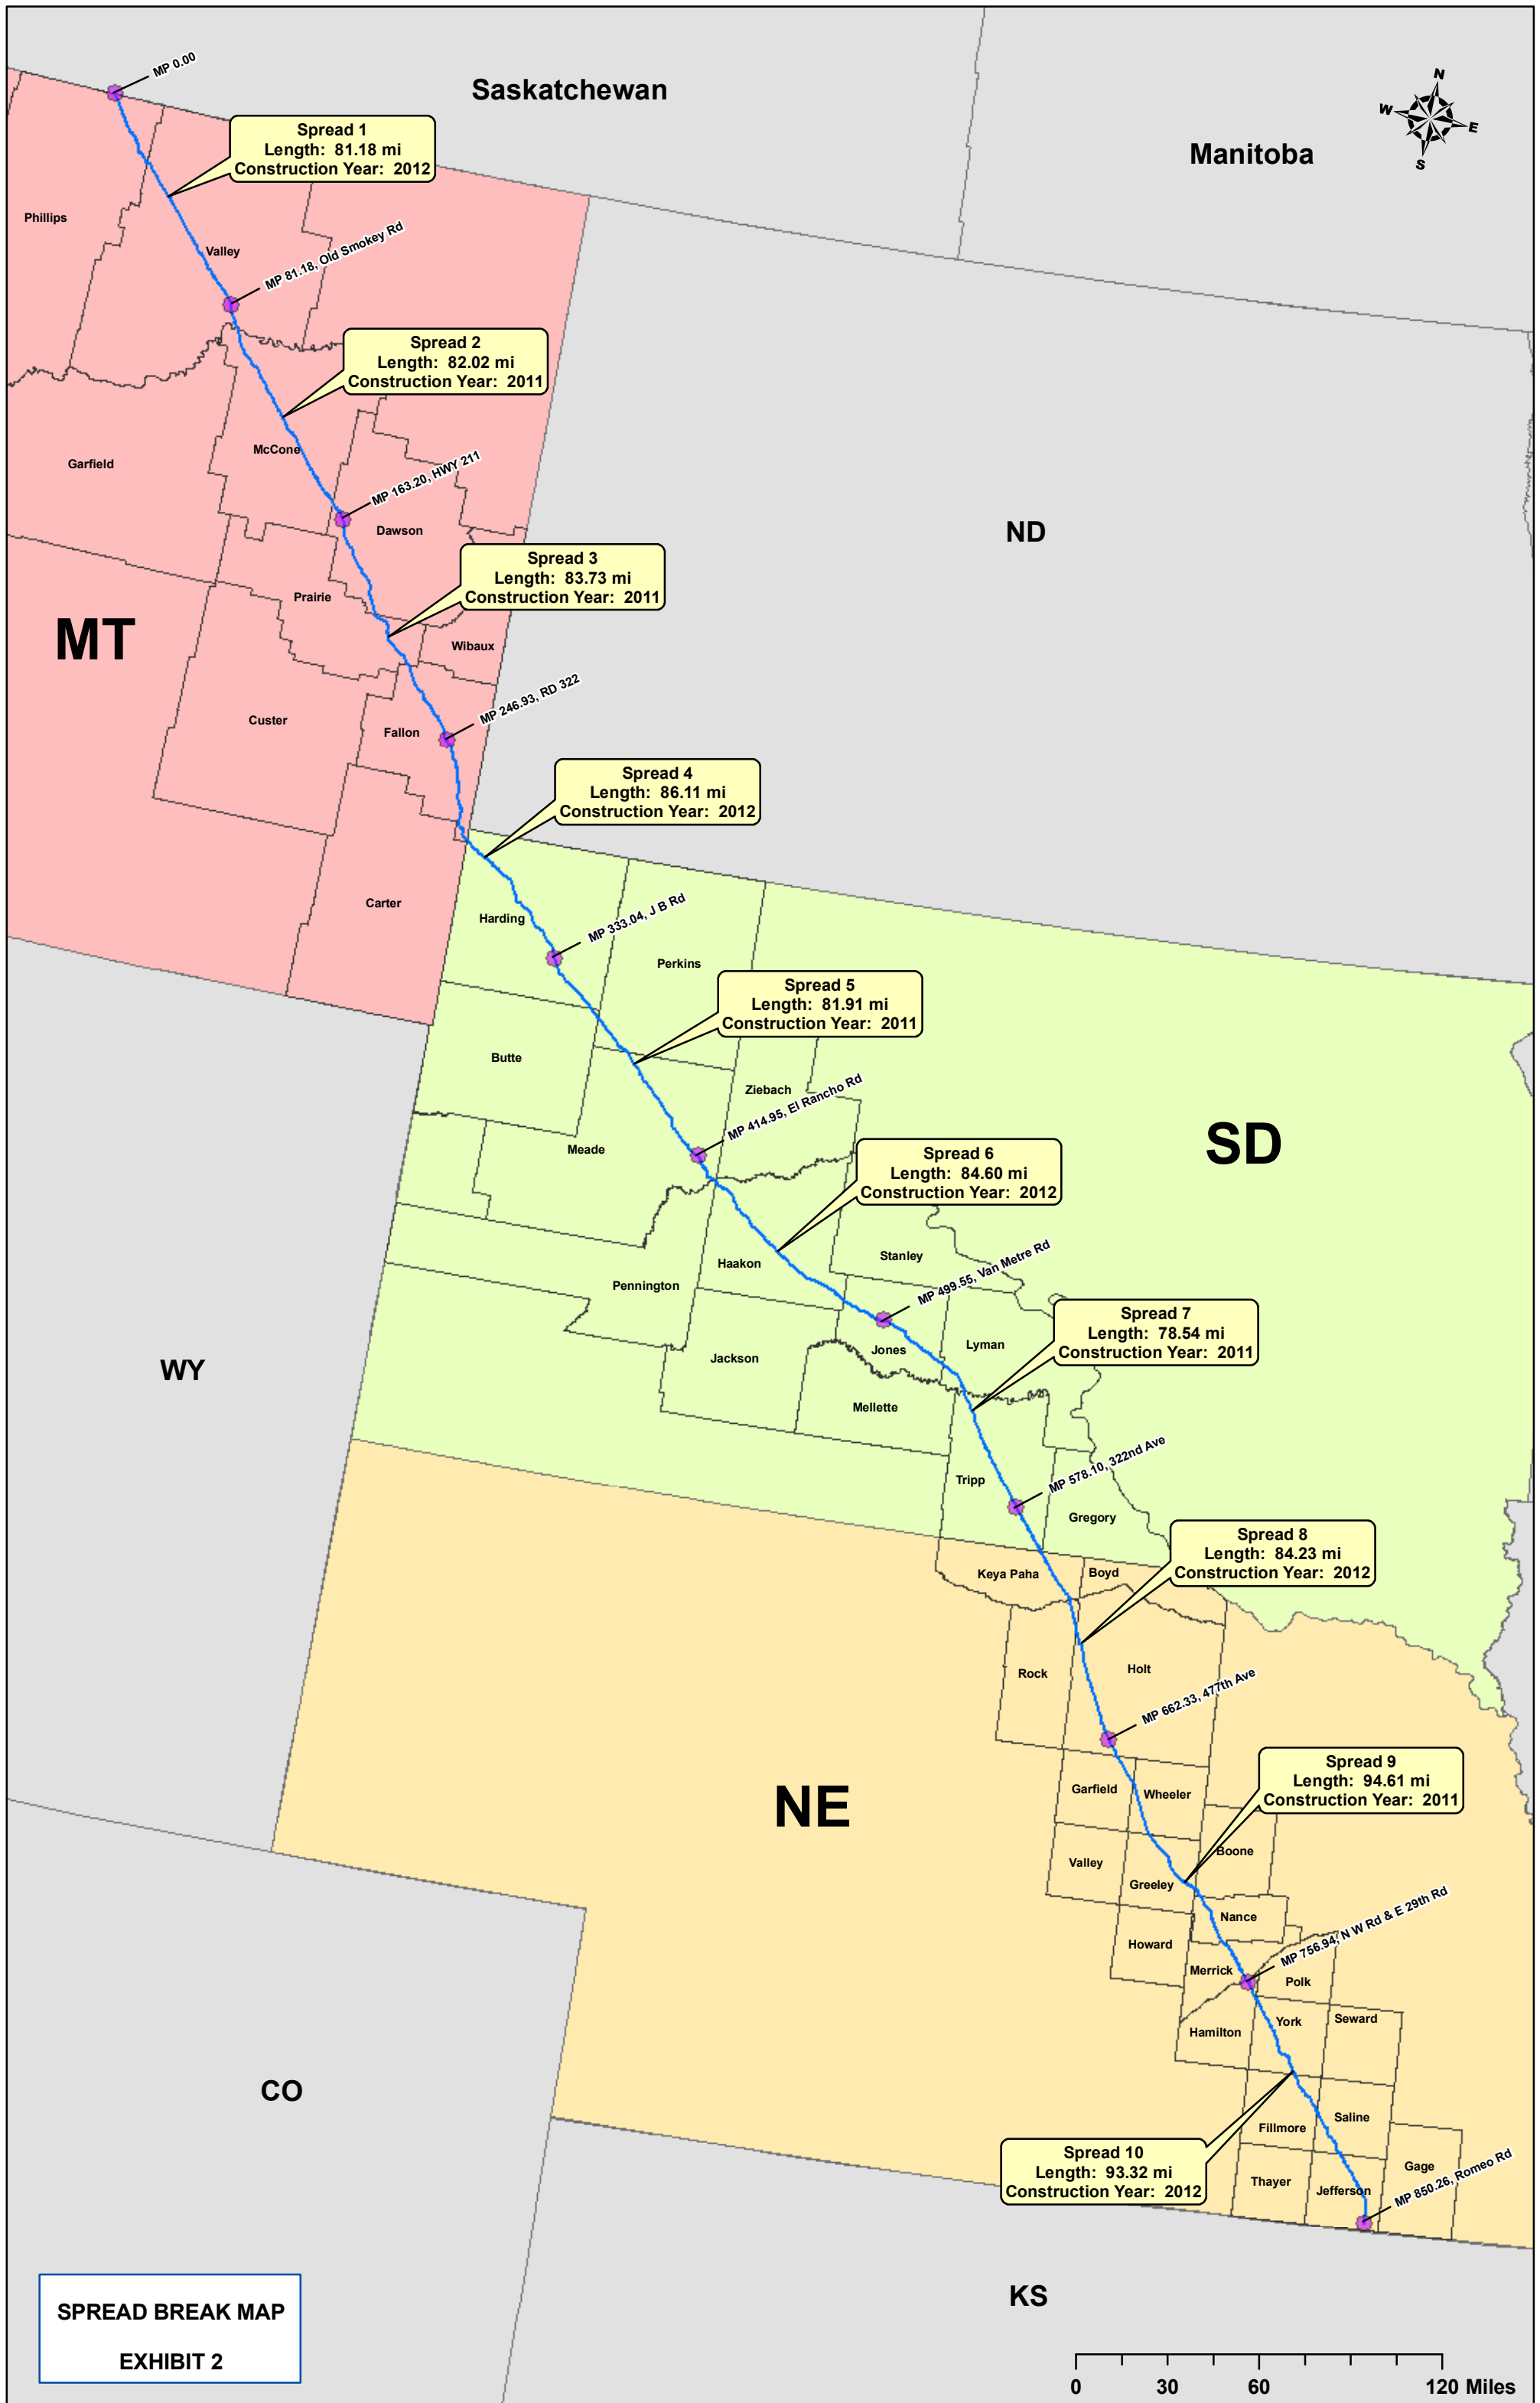 MP 0.00
Saskatchewan
N
W
E
S
Manitoba
Spread 1
Length: 81.18 mi
Construction Year: 2012
Phillips
Valley
MP 81.18, Old Smokey Rd
Spread 2
Length: 82.02 mi
Construction Year: 2011
McCone
Garfield
MP 163.20, HWY 211
Dawson
ND
Spread 3
Length: 83.73 mi
Construction Year: 2011
Prairie
MT
Wibaux
MP 246.93, RD 322
Custer
Fallon
Spread 4
Length: 86.11 mi
Construction Year: 2012
Carter
Harding
MP 333.04, J B Rd
Perkins
Spread 5
Length: 81.91 mi
Construction Year: 2011
Butte
Ziebach
MP 414.95, El Rancho Rd
Meade
SD
Spread 6
Length: 84.60 mi
Construction Year: 2012
Stanley
Haakon
MP 499.55, Van Metre Rd
Pennington
Spread 7
Length: 78.54 mi
Construction Year: 2011
Lyman
Jones
Jackson
WY
Mellette
Tripp
MP 578.10, 322nd Ave
Gregory
Spread 8
Length: 84.23 mi
Construction Year: 2012
Keya Paha
Boyd
Rock
Holt
MP 662.33, 477th Ave
Spread 9
Length: 94.61 mi
Construction Year: 2011
Garfield
Wheeler
NE
Boone
Valley
Greeley
Nance
Howard
MP 756.94, N W Rd & E 29th Rd
Merrick
Polk
York
Seward
Hamilton
CO
Saline
Fillmore
Spread 10
Length: 93.32 mi
Construction Year: 2012
Gage
Thayer
Jefferson
MP 850.26, Romeo Rd
KS
SPREAD BREAK MAP
EXHIBIT 2
0 30 60 120 Miles